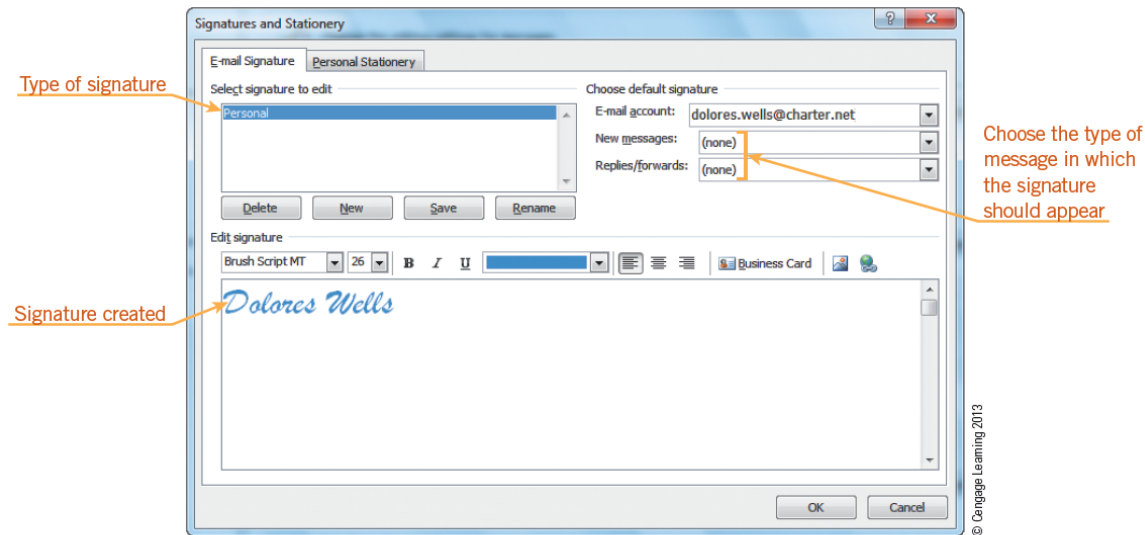 Signatures and Stationery
E-mail Signature
Personal Stationery
Type of signature
Select signature to edit
Personal
Delete
New
Save
Rename
Choose default signature
E-mail account:
dolores.wells@charter.net
New messages:
(none)
Replies/forwards:
(none)
Choose the type of
message in which
the signature
should appear
Edit signature
Brush Script MT
26
B
I
U
Business Card
Signature created
Dolores Wells
OK
Cancel
© Cengage Learning 2013